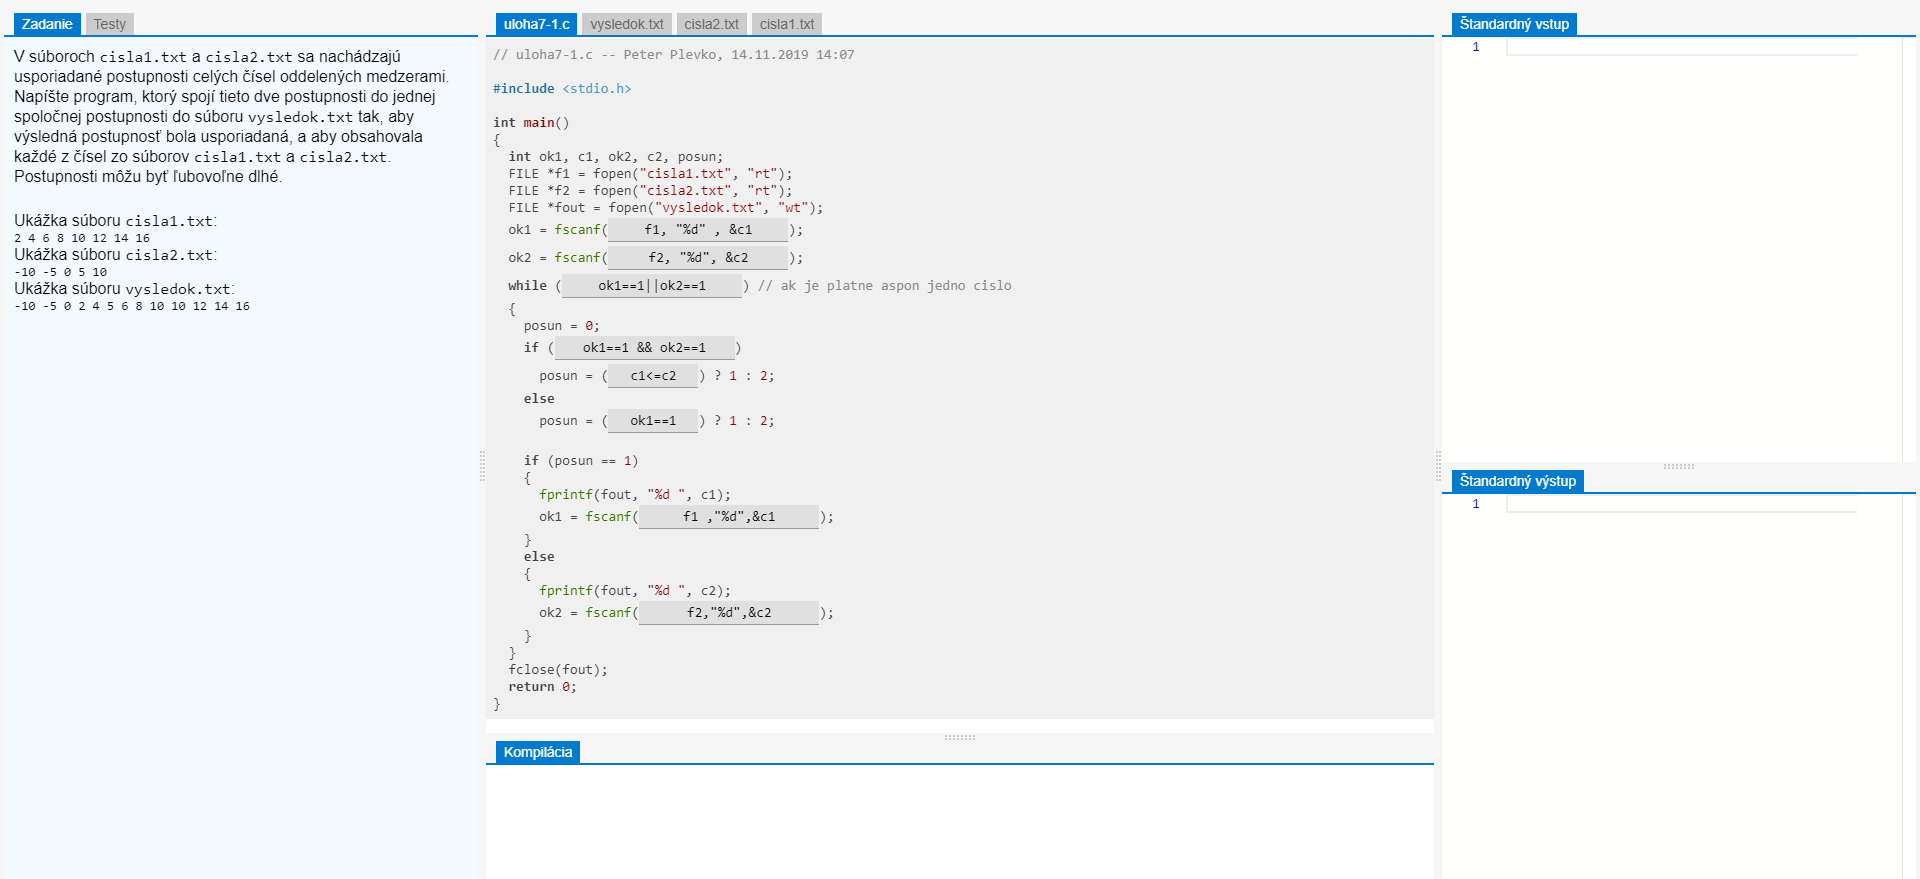 Zadanie
Testy
V súboroch cisla1.txt a cisla2.txt sa nachádzajú
usporiadané postupnosti celých čísel oddelených medzerami.
Napíšte program, ktorý spojí tieto dve postupnosti do jednej
spoločnej postupnosti do súboru vysledok.txt tak, aby
výsledná postupnosť bola usporiadaná, a aby obsahovala
každé z čísel zo súborov cisla1.txt a cisla2.txt.
Postupnosti môžu byť ľubovoľne dlhé.
Ukážka súboru cisla1.txt:
2 4 6 8 10 12 14 16
Ukážka súboru cisla2.txt:
-10 -5 0 5 10
Ukážka súboru vysledok.txt:
-10 -5 0 2 4 5 6 8 10 10 12 14 16
uloha7-1.c
vysledok.txt
cisla2.txt
cisla1.txt
// uloha7-1.c -- Peter Plevko, 14.11.2019 14:07
#include <stdio.h>
int main()
{
int ok1, c1, ok2, c2, posun;
FILE *f1 = fopen("cisla1.txt", "rt");
FILE *f2 = fopen("cisla2.txt", "rt");
FILE *fout = fopen("vysledok.txt", "wt");
ok1 = fscanf( f1, "%d" , &c1 );
ok2 = fscanf( f2, "%d", &c2 );
while ( ok1==1||ok2==1 ) // ak je platne aspon jedno cislo
{
posun = 0;
if ( ok1==1 && ok2==1 )
posun = ( c1<=c2 ) ? 1 : 2;
else
posun = ( ok1==1 ) ? 1 : 2;
if (posun == 1)
{
fprintf(fout, "%d ", c1);
ok1 = fscanf( f1 ,"%d",&c1 );
}
else
{
fprintf(fout, "%d ", c2);
ok2 = fscanf( f2,"%d",&c2 );
}
}
fclose(fout);
return 0;
}
Kompilácia
Štandardný vstup
1
Štandardný výstup
1